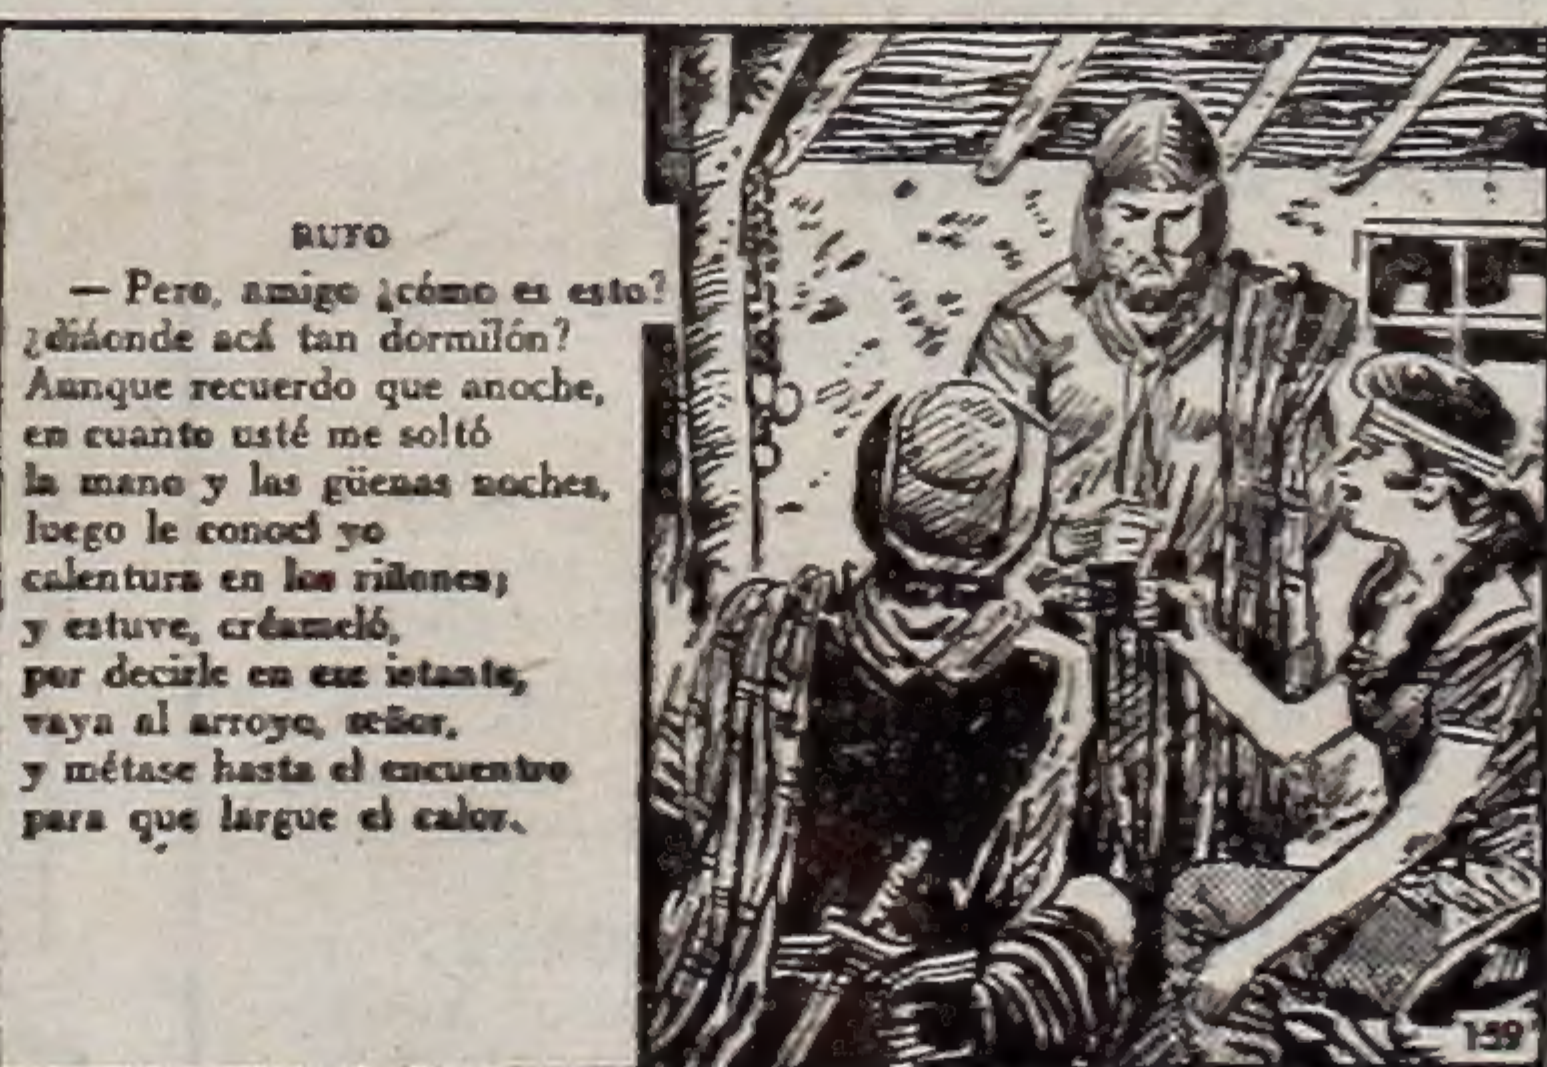 RUFO
— Pero, amigo ¿cómo es esto?
¿diáonde acá tan dormilón?
Aunque recuerdo que anoche,
en cuanto usté me soltó
la mano y las güenas noches,
luego le conocí yo
calentura en los riñones;
y estuve, créameló,
por decirle en ese istante,
vaya al arroyo, señor,
y métase hasta el encuentro
para que largue el calor.
159